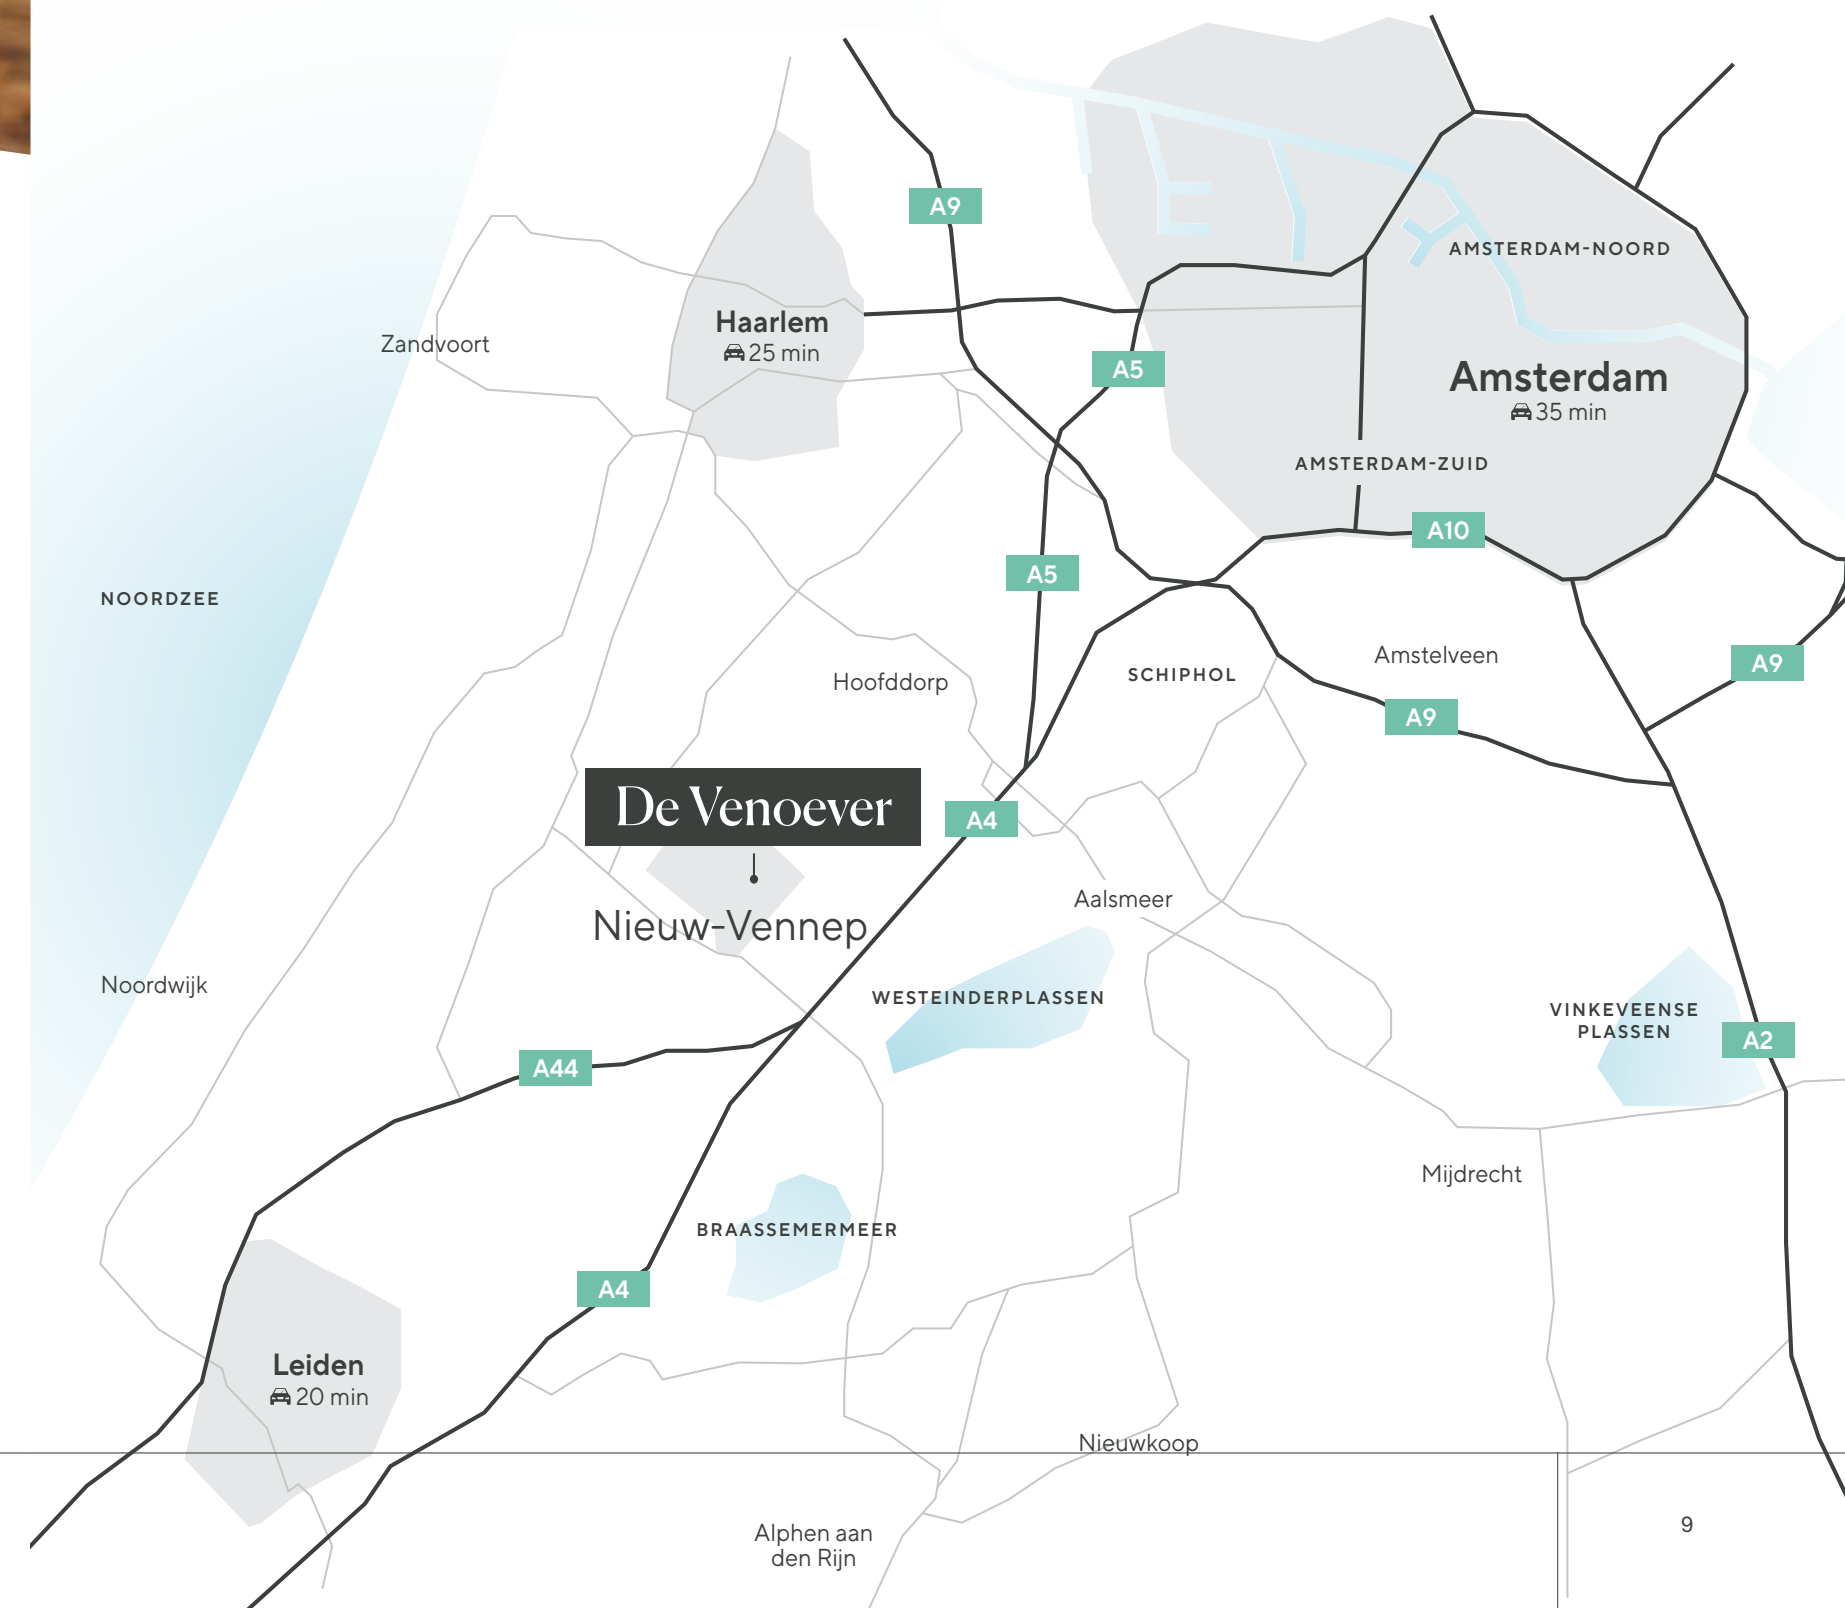 A9
AMSTERDAM-NOORD
Haarlem
25 min
Zandvoort
A5
Amsterdam
35 min
AMSTERDAM-ZUID
A10
A5
NOORDZEE
Amstelveen
A9
SCHIPHOL
Hoofddorp
A9
De Venoever
A4
Aalsmeer
Nieuw-Vennep
Noordwijk
WESTEINDERPLASSEN
VINKEVEENSE
PLASSEN
A2
A44
Mijdrecht
BRAASSEMERMEER
A4
Leiden
20 min
Nieuwkoop
9
Alphen aan
den Rijn